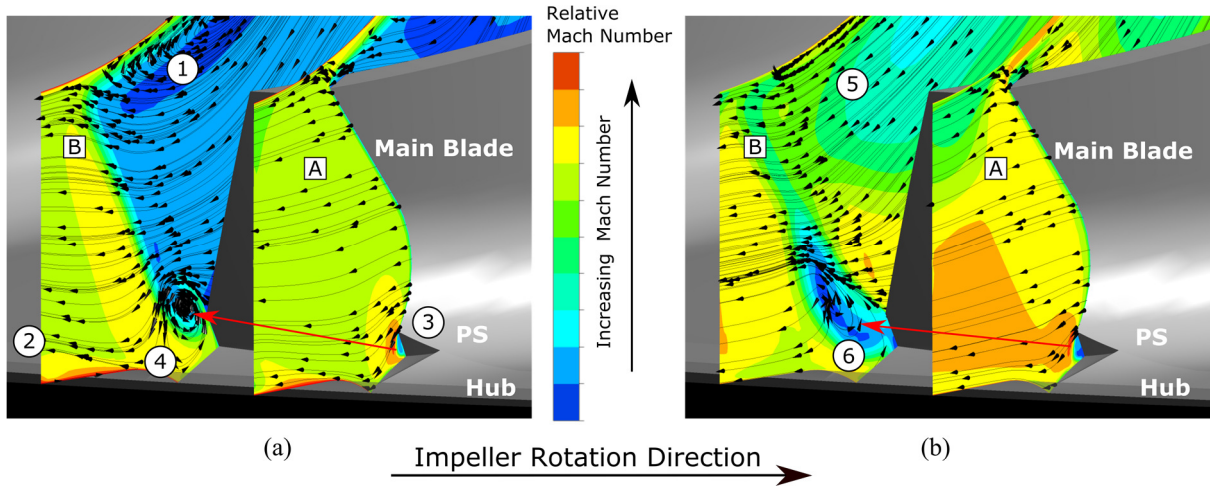 Relative
Mach Number
1
B
A
Main Blade
2
3
4
PS
Hub
Increasing Mach Number
5
B
A
Main Blade
6
PS
Hub
(a)
(b)
Impeller Rotation Direction